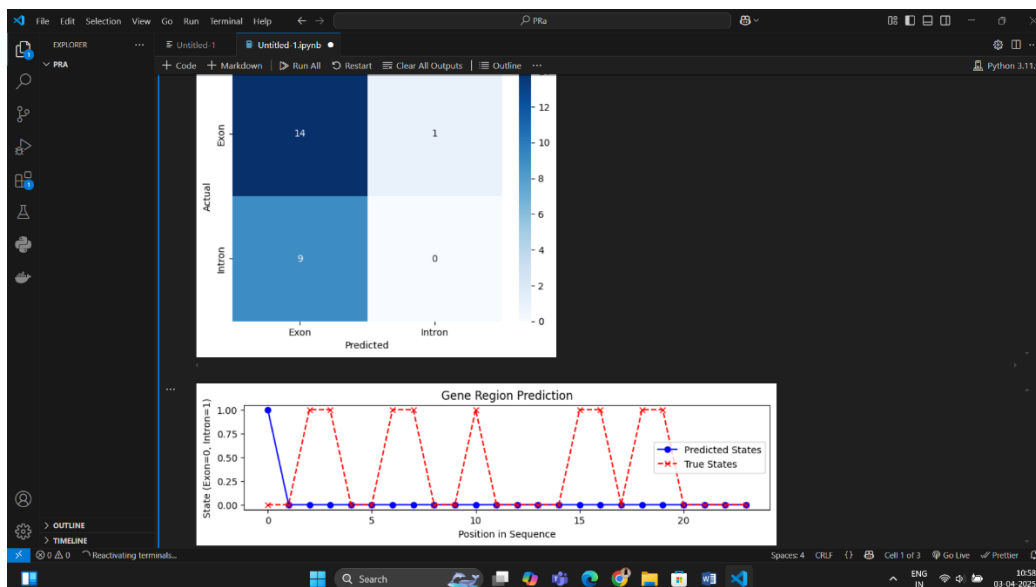 File Edit Selection View Go Run Terminal Help
PRa
EXPLORER
PRA
Untitled-1
Untitled-1.ipynb
+ Code + Markdown Run All Restart Clear All Outputs Outline ...
Python 3.11.
Actual
Exon
Intron
14 1
9 0
Exon Intron
Predicted
12
10
8
6
4
2
0
Gene Region Prediction
State (Exon=0, Intron=1)
1.00
0.75
0.50
0.25
0.00
Predicted States
True States
0 5 10 15 20
Position in Sequence
OUTLINE
TIMELINE
0 0 Reactivating terminals...
Spaces: 4 CRLF {} Cell 1 of 3 Go Live Prettier
Search
ENG
IN
10:58